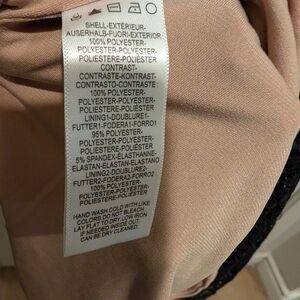 SHELL-EXTÉRIEUR-
AUßERHALB-FUORI-EXTERIOR
100% POLYESTER-
POLYESTER-POLYESTER-
POLIESTERE-POLIÉSTER
CONTRAST-
CONTRASTE-KONTRAST-
CONTRASTO-CONTRASTE
100% POLYESTER-
POLYESTER-POLYESTER-
POLIESTERE-POLIÉSTER
LINING1-DOUBLURE1-
FUTTER1-FODERA1-FORRO1
95% POLYESTER-
POLYESTER-POLYESTER-
POLIESTERE-POLIÉSTER
5% SPANDEX-ÉLASTHANNE-
ELASTAN-ELASTAN-ELASTANO
LINING2-DOUBLURE2-
FUTTER2-FODERA2-FORRO2
100% POLYESTER-
POLYESTER-POLYESTER-
POLIESTERE-POLIÉSTER
HAND WASH COLD WITH LIKE
COLORS DO NOT BLEACH.
LAY FLAT TO DRY, LOW IRON
IF NEEDED INSIDE OUT
CAN BE DRY CLEANED.